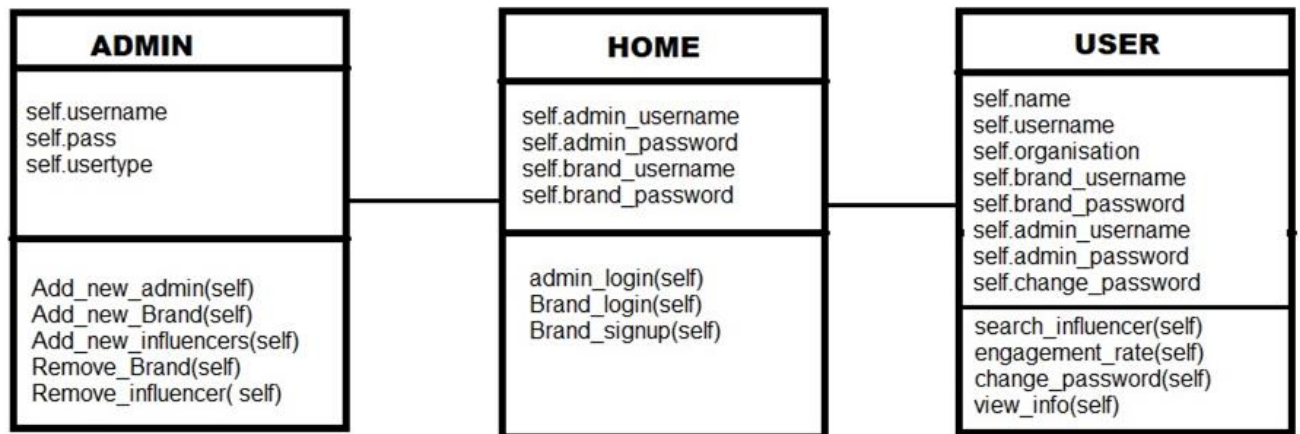 ADMIN
self.username
self.pass
self.usertype
Add_new_admin(self)
Add_new_Brand(self)
Add_new_influencers(self)
Remove_Brand(self)
Remove_influencer( self)
HOME
self.admin_username
self.admin_password
self.brand_username
self.brand_password
admin_login(self)
Brand_login(self)
Brand_signup(self)
USER
self.name
self.username
self.organisation
self.brand_username
self.brand_password
self.admin_username
self.admin_password
self.change_password
search_influencer(self)
engagement_rate(self)
change_password(self)
view_info(self)